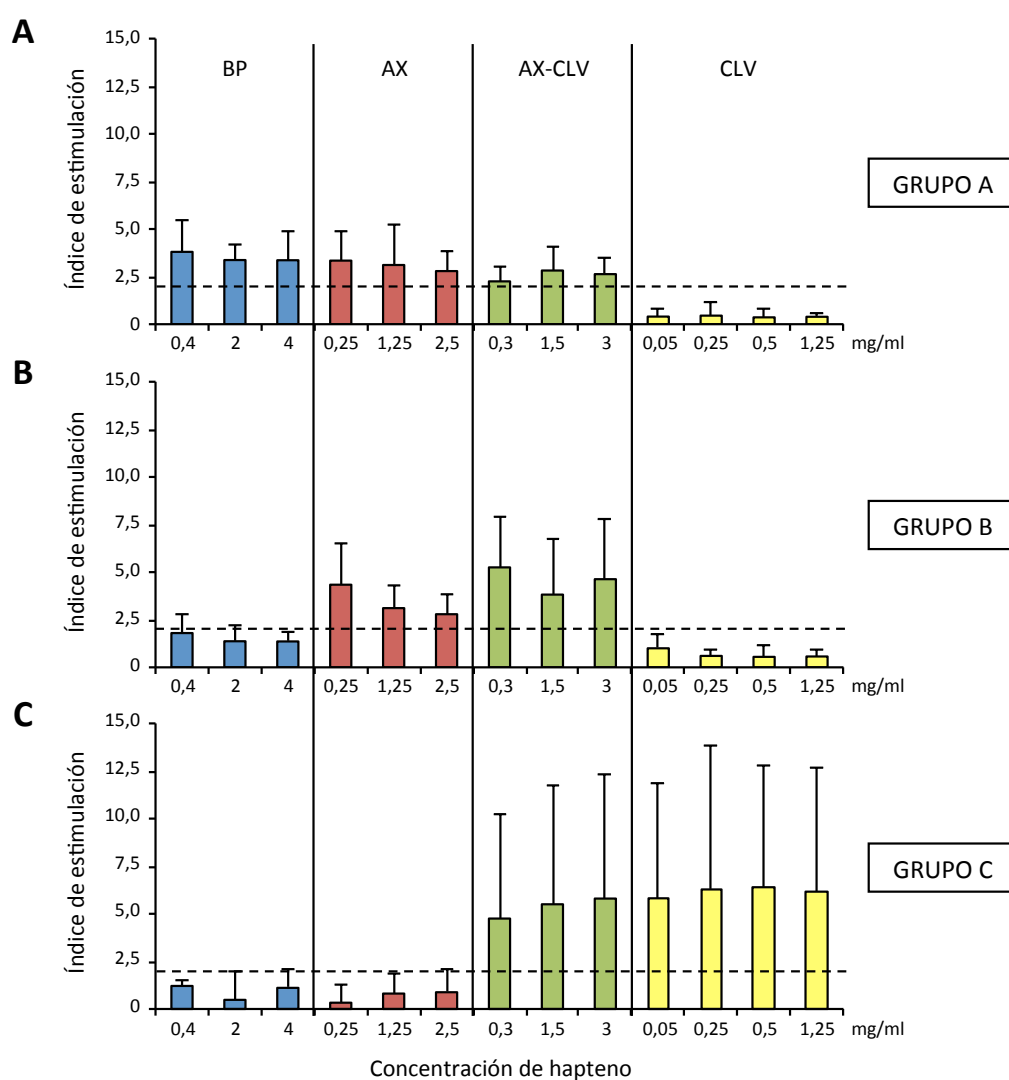 A
15,0
BP AX AX-CLV CLV
12,5
10,0
7,5
5,0
2,5
0
Índice de estimulación
GRUPO A
0,4 2 4 0,25 1,25 2,5 0,3 1,5 3 0,05 0,25 0,5 1,25 mg/ml
B
15,0
12,5
10,0
7,5
5,0
2,5
0
Índice de estimulación
GRUPO B
0,4 2 4 0,25 1,25 2,5 0,3 1,5 3 0,05 0,25 0,5 1,25 mg/ml
C
15,0
12,5
10,0
7,5
5,0
2,5
0
Índice de estimulación
GRUPO C
0,4 2 4 0,25 1,25 2,5 0,3 1,5 3 0,05 0,25 0,5 1,25 mg/ml
Concentración de hapteno